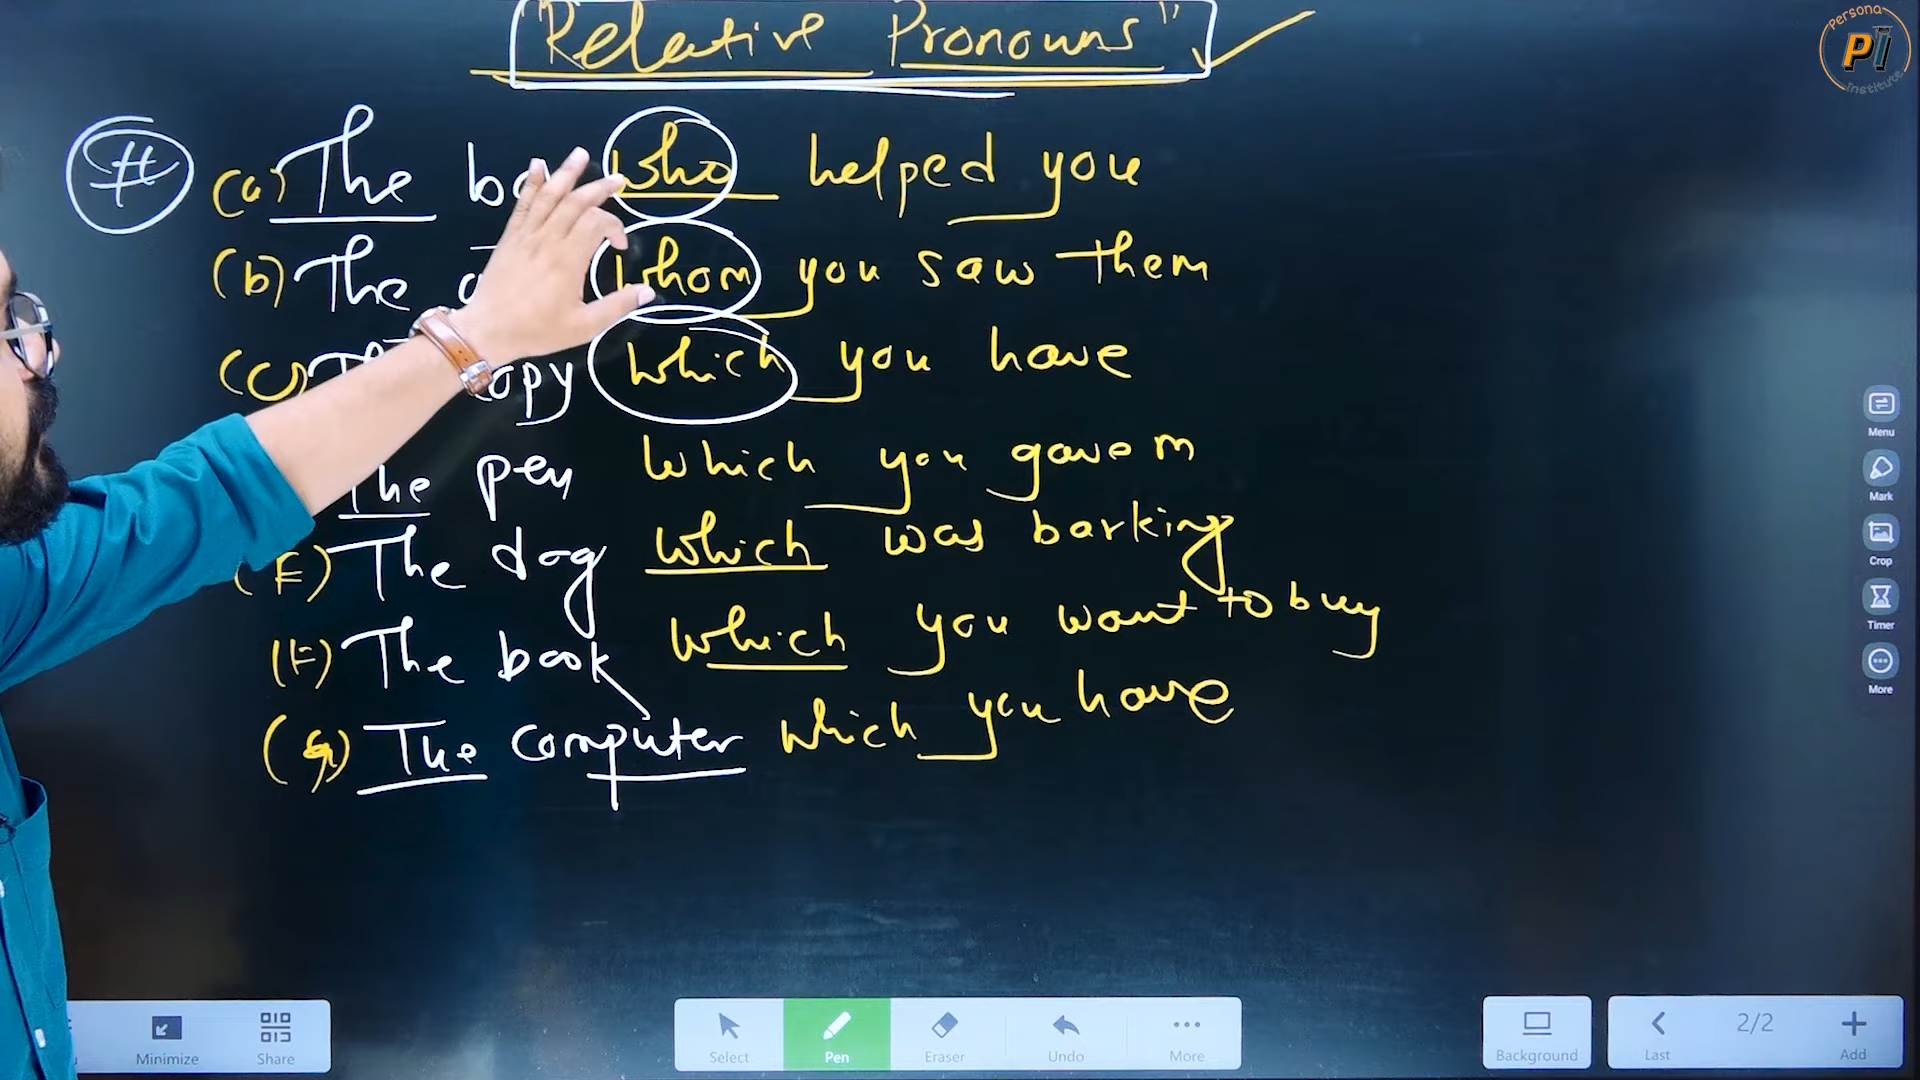 "Relative Pronouns"
Persona
PI
Institute
#
(a) The who helped you
(b) The whom you saw them
(c) copy which you have
The pen which you gave m
(E) The dog which was barking
(F) The book which you want to buy
(G) The computer which you have
Menu
Mark
Crop
Timer
More
Minimize
Share
Select
Pen
Eraser
Undo
More
Background
Last
2/2
Add